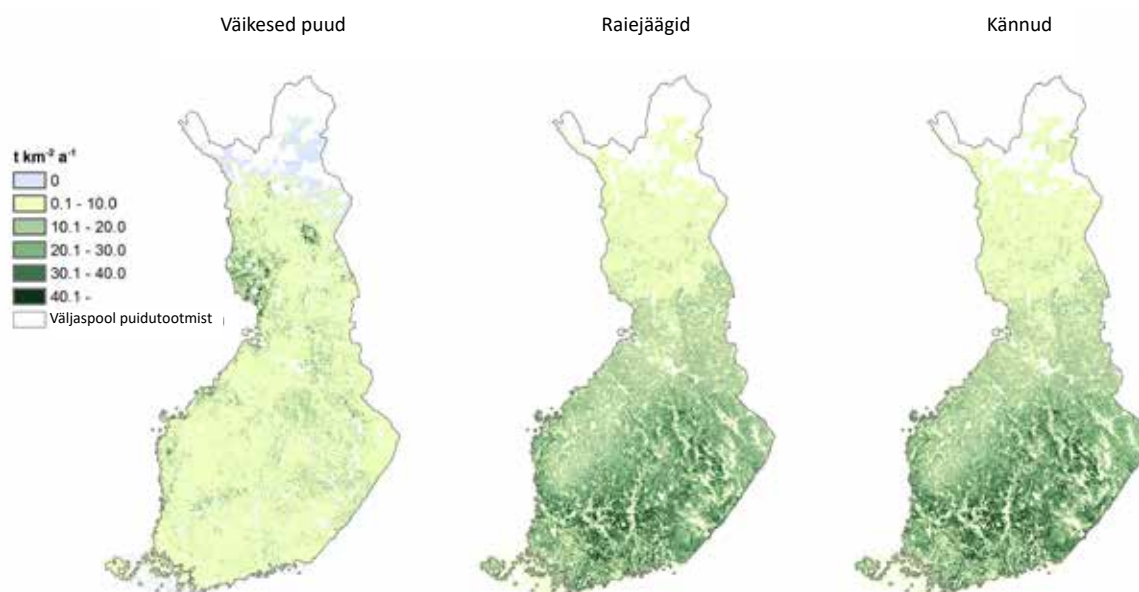 Väikesed puud
Raiejäägid
Kännud
t km⁻² a⁻¹
0
0.1 - 10.0
10.1 - 20.0
20.1 - 30.0
30.1 - 40.0
40.1 -
Väljaspool puidutootmist